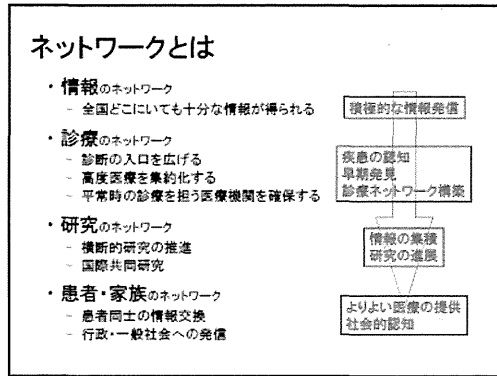 ネットワークとは
・情報のネットワーク
－ 全国どこにいても十分な情報が得られる
・診療のネットワーク
－ 診断の入口を広げる
－ 高度医療を集約化する
－ 平常時の診療を担う医療機関を確保する
・研究のネットワーク
－ 横断的研究の推進
－ 国際共同研究
・患者・家族のネットワーク
－ 患者同士の情報交換
－ 行政・一般社会への発信
積極的な情報発信
疾患の認知
早期発見
診療ネットワーク構築
情報の集積
研究の進展
よりよい医療の提供
社会的認知